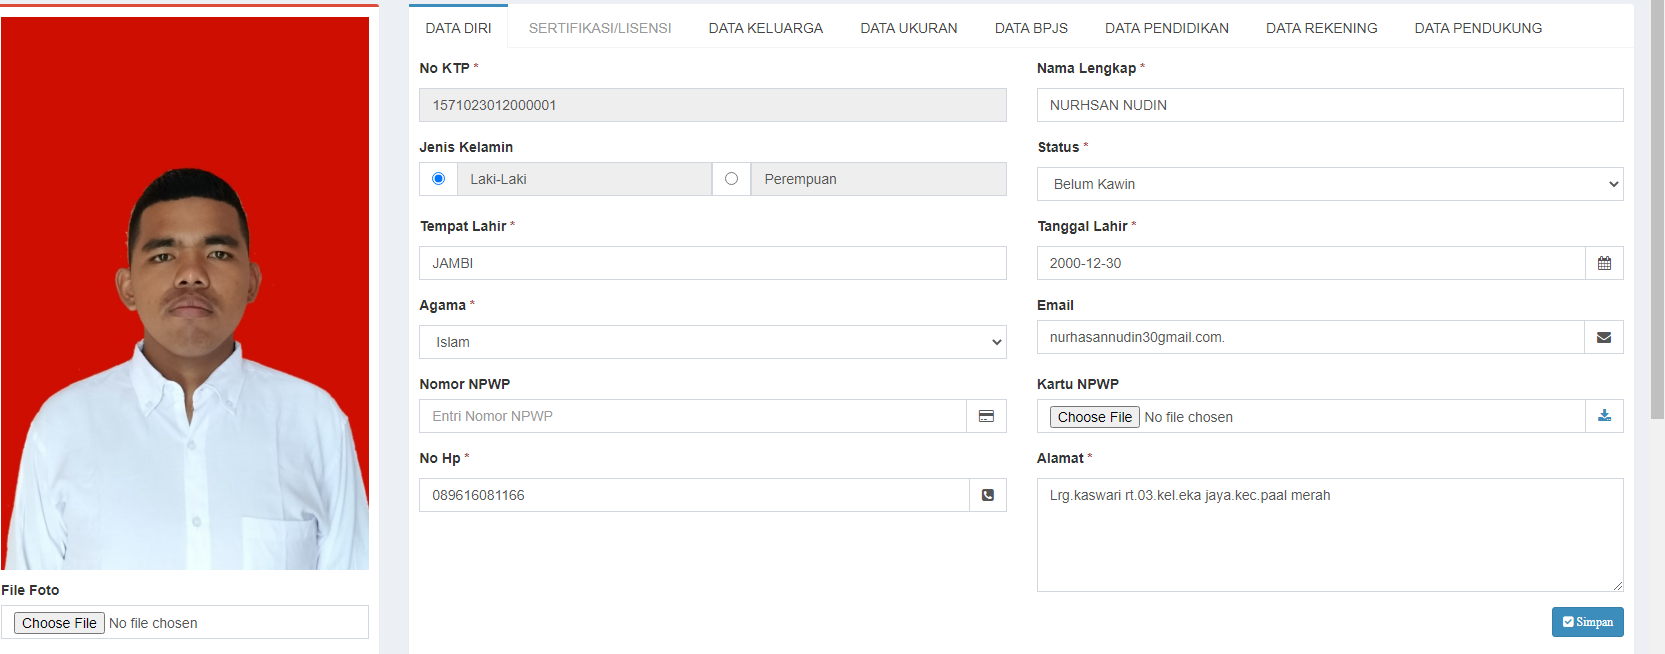 DATA DIRI SERTIFIKASI/LISENSI DATA KELUARGA DATA UKURAN DATA BPJS DATA PENDIDIKAN DATA REKENING DATA PENDUKUNG
No KTP * Nama Lengkap *
1571023012000001 NURHSAN NUDIN
Jenis Kelamin Status *
Laki-Laki Perempuan Belum Kawin
Tempat Lahir * Tanggal Lahir *
JAMBI 2000-12-30
Agama * Email
Islam nurhasannudin30gmail.com.
Nomor NPWP Kartu NPWP
Entri Nomor NPWP Choose File No file chosen
No Hp * Alamat *
089616081166 Lrg.kaswari rt.03.kel.eka jaya.kec.paal merah
File Foto
Choose File No file chosen
Simpan